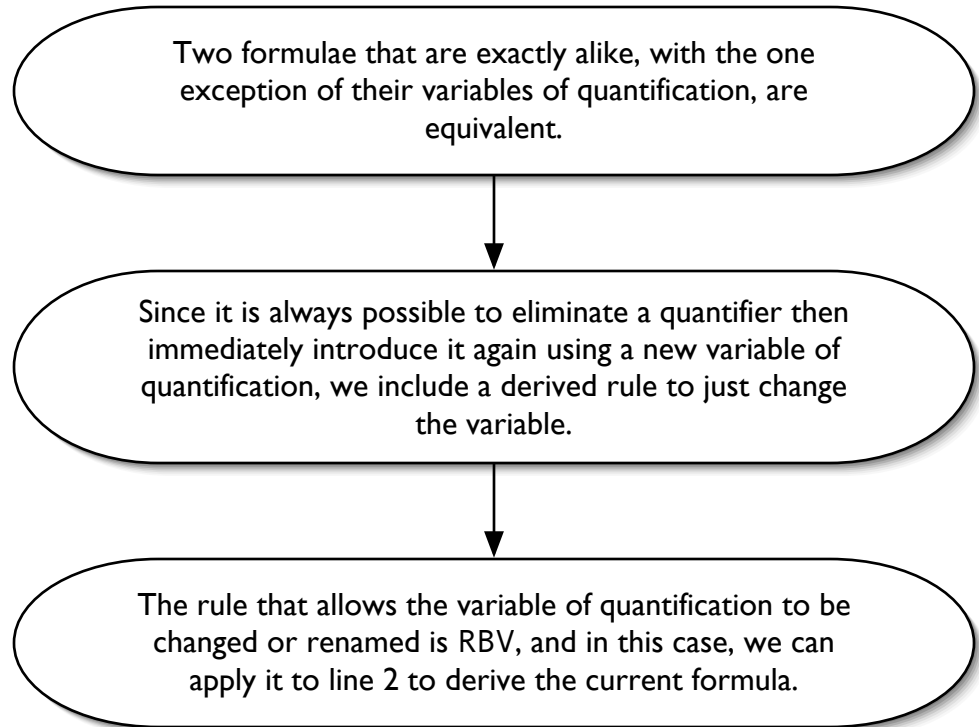 Two formulae that are exactly alike, with the one
exception of their variables of quantification, are
equivalent.
Since it is always possible to eliminate a quantifier then
immediately introduce it again using a new variable of
quantification, we include a derived rule to just change
the variable.
The rule that allows the variable of quantification to be
changed or renamed is RBV, and in this case, we can
apply it to line 2 to derive the current formula.